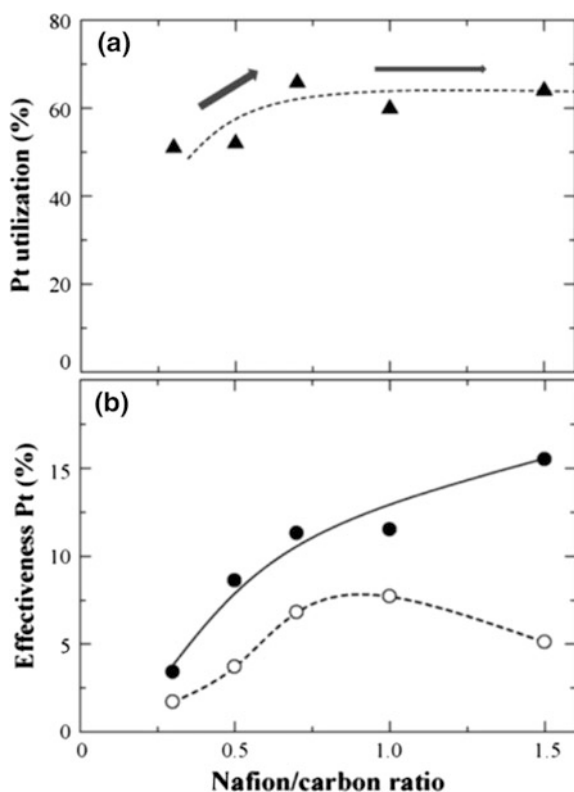 (a)
Pt utilization (%)
80
60
40
20
0
(b)
Effectiveness Pt (%)
15
10
5
0
0
0.5
1.0
1.5
Nafion/carbon ratio